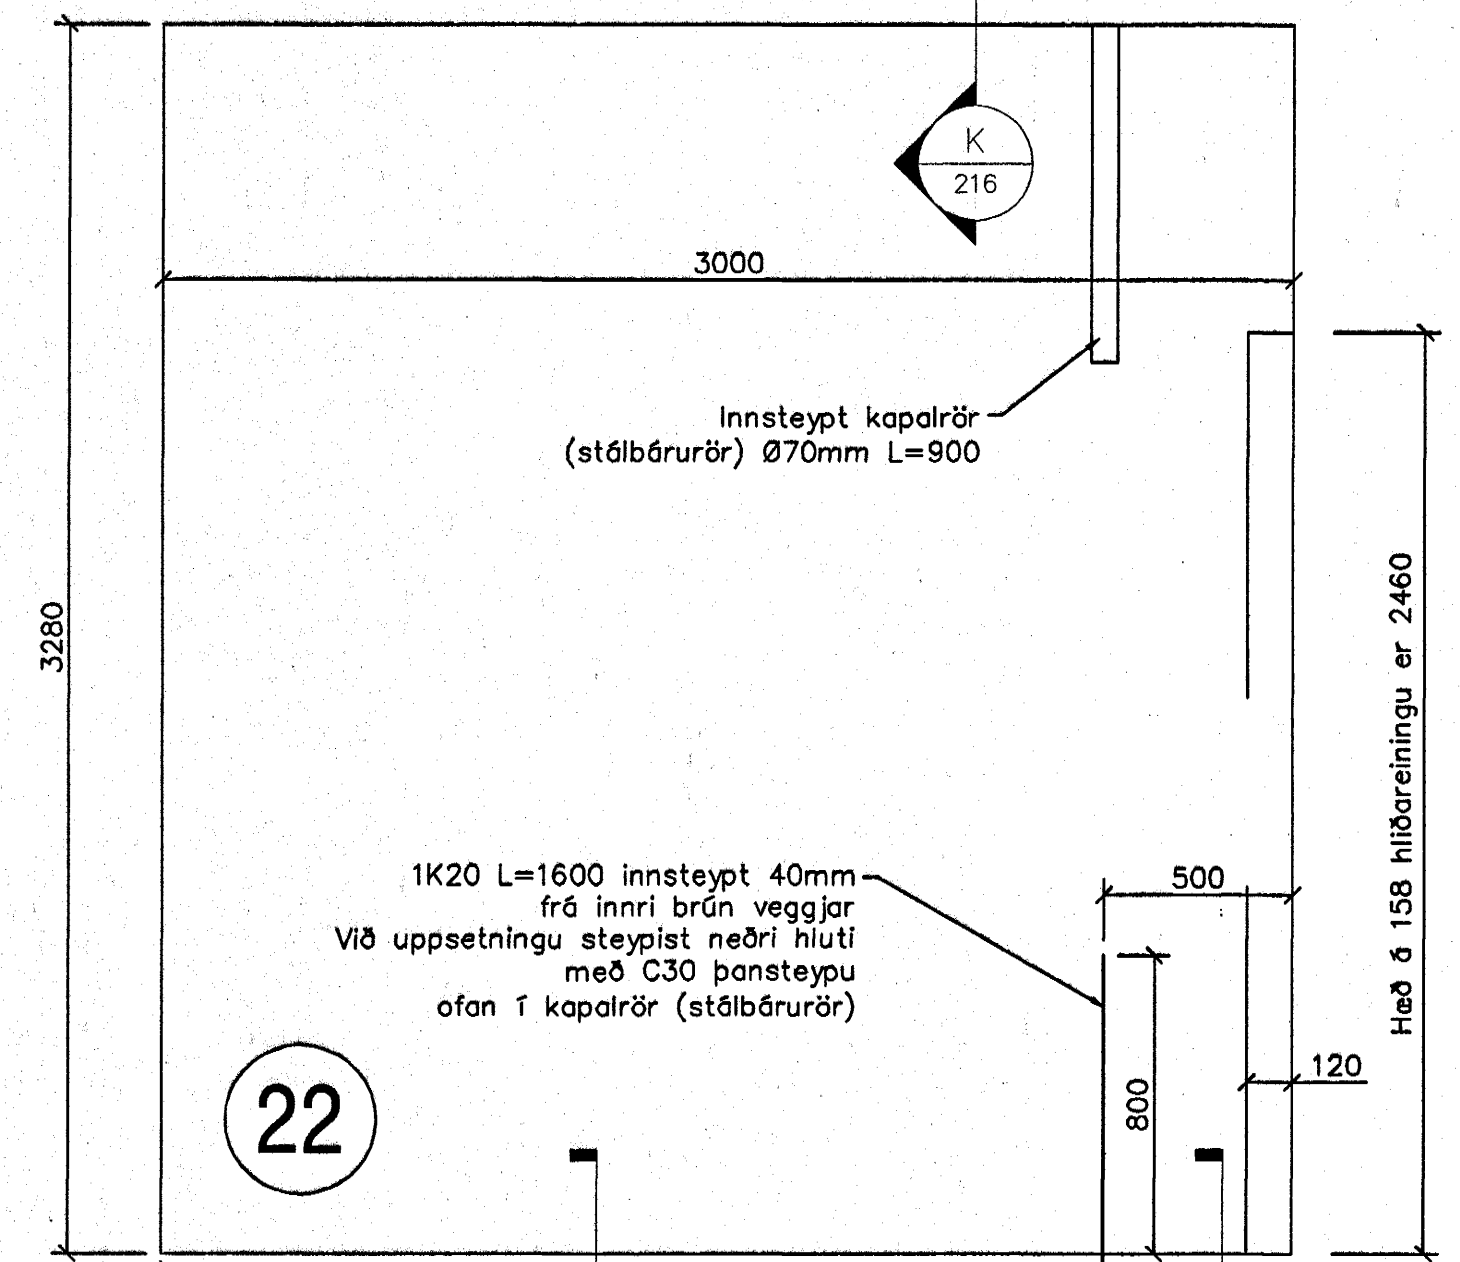 K
216
3000
Innsteypt kapalrör
(stálbárurör) Ø70mm L=900
3280
Hæð á 158 hliðareiningu er 2460
1K20 L=1600 innsteypt 40mm
frá innri brún veggjar
Við uppsetningu steypist neðri hluti
með C30 þansteypu
ofan í kapalrör (stálbárurör)
500
120
800
22